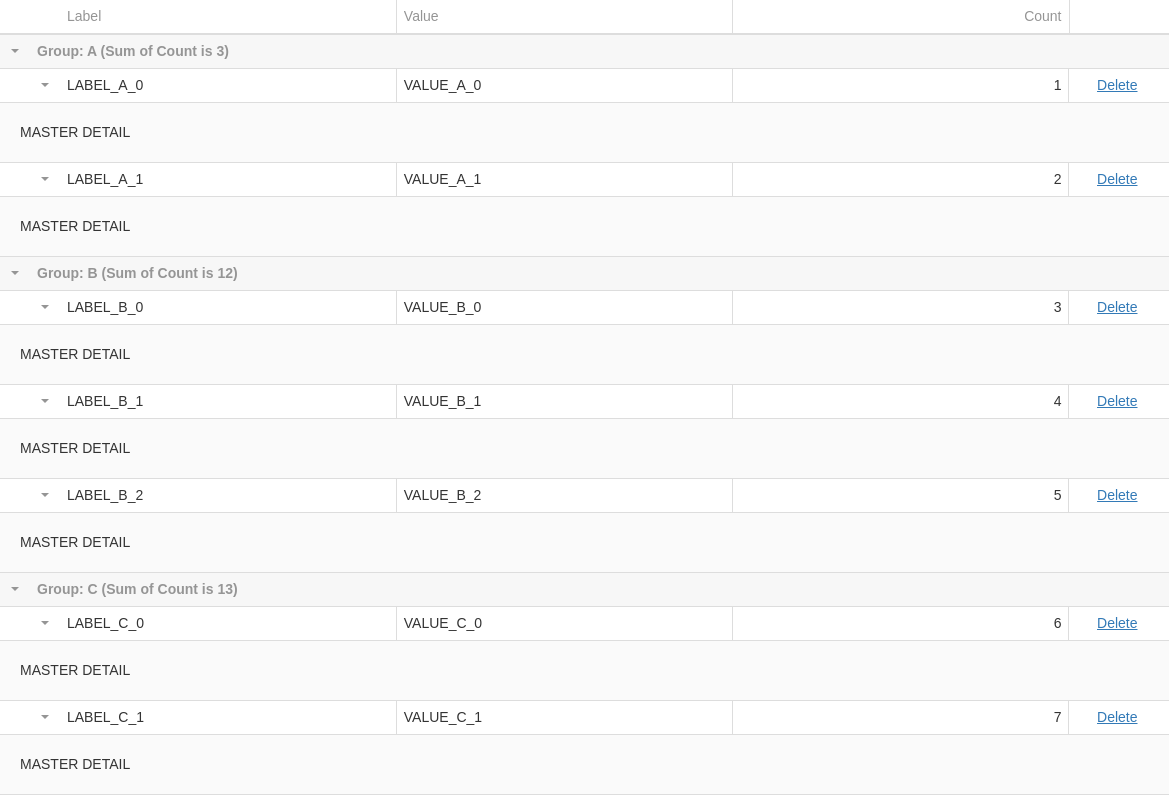 Label Value Count
Group: A (Sum of Count is 3)
LABEL_A_0 VALUE_A_0 1 Delete
MASTER DETAIL
LABEL_A_1 VALUE_A_1 2 Delete
MASTER DETAIL
Group: B (Sum of Count is 12)
LABEL_B_0 VALUE_B_0 3 Delete
MASTER DETAIL
LABEL_B_1 VALUE_B_1 4 Delete
MASTER DETAIL
LABEL_B_2 VALUE_B_2 5 Delete
MASTER DETAIL
Group: C (Sum of Count is 13)
LABEL_C_0 VALUE_C_0 6 Delete
MASTER DETAIL
LABEL_C_1 VALUE_C_1 7 Delete
MASTER DETAIL